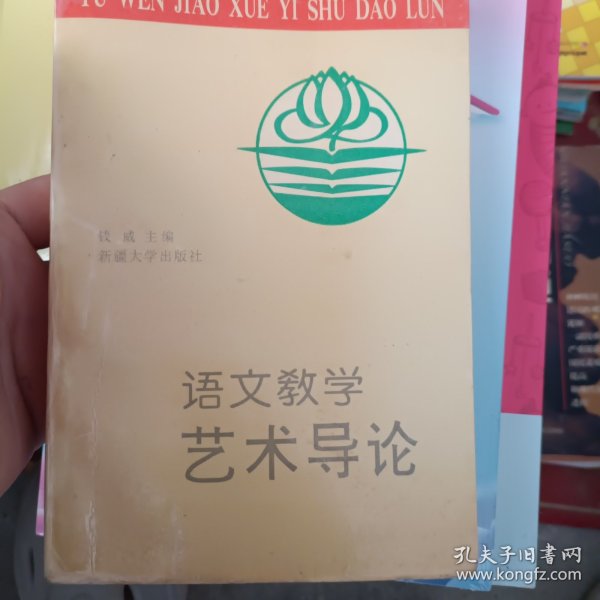 YU WEN JIAO XUE YI SHU DAO LUN
钱 威 主编
新疆大学出版社
语文教学
艺术导论
孔夫子旧书网
www.kongfz.com